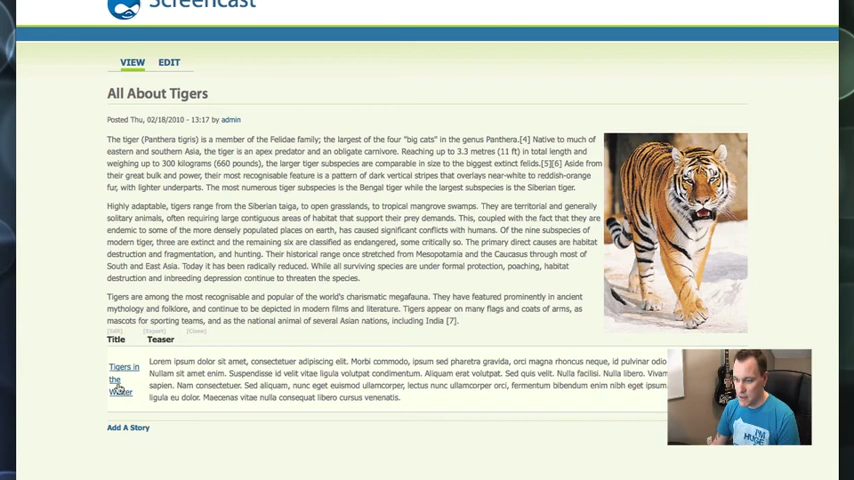 Screencast
VIEW EDIT
All About Tigers
Posted Thu, 02/18/2010 - 13:17 by admin
The tiger (Panthera tigris) is a member of the Felidae family; the largest of the four "big cats" in the genus Panthera.[4] Native to much of
eastern and southern Asia, the tiger is an apex predator and an obligate carnivore. Reaching up to 3.3 metres (11 ft) in total length and
weighing up to 300 kilograms (660 pounds), the larger tiger subspecies are comparable in size to the biggest extinct felids.[5][6] Aside from
their great bulk and power, their most recognisable feature is a pattern of dark vertical stripes that overlays near-white to reddish-orange
fur, with lighter underparts. The most numerous tiger subspecies is the Bengal tiger while the largest subspecies is the Siberian tiger.
Highly adaptable, tigers range from the Siberian taiga, to open grasslands, to tropical mangrove swamps. They are territorial and generally
solitary animals, often requiring large contiguous areas of habitat that support their prey demands. This, coupled with the fact that they are
endemic to some of the more densely populated places on earth, has caused significant conflicts with humans. Of the nine subspecies of
modern tiger, three are extinct and the remaining six are classified as endangered, some critically so. The primary direct causes are habitat
destruction and fragmentation, and hunting. Their historical range once stretched from Mesopotamia and the Caucasus through most of
South and East Asia. Today it has been radically reduced. While all surviving species are under formal protection, poaching, habitat
destruction and inbreeding depression continue to threaten the species.
Tigers are among the most recognisable and popular of the world's charismatic megafauna. They have featured prominently in ancient
mythology and folklore, and continue to be depicted in modern films and literature. Tigers appear on many flags and coats of arms, as
mascots for sporting teams, and as the national animal of several Asian nations, including India [7].
[Edit] [Export] [Clone]
Title Teaser
Tigers in
the
Water
Lorem ipsum dolor sit amet, consectetuer adipiscing elit. Morbi commodo, ipsum sed pharetra gravida, orci magna rhoncus neque, id pulvinar odio
Nullam sit amet enim. Suspendisse id velit vitae ligula volutpat condimentum. Aliquam erat volutpat. Sed quis velit. Nulla facilisi. Nulla libero. Viva
sapien. Nam consectetuer. Sed aliquam, nunc eget euismod ullamcorper, lectus nunc ullamcorper orci, fermentum bibendum enim nibh eget ipsum.
ligula eu dolor. Maecenas vitae nulla consequat libero cursus venenatis.
Add A Story
I'M
HUGE